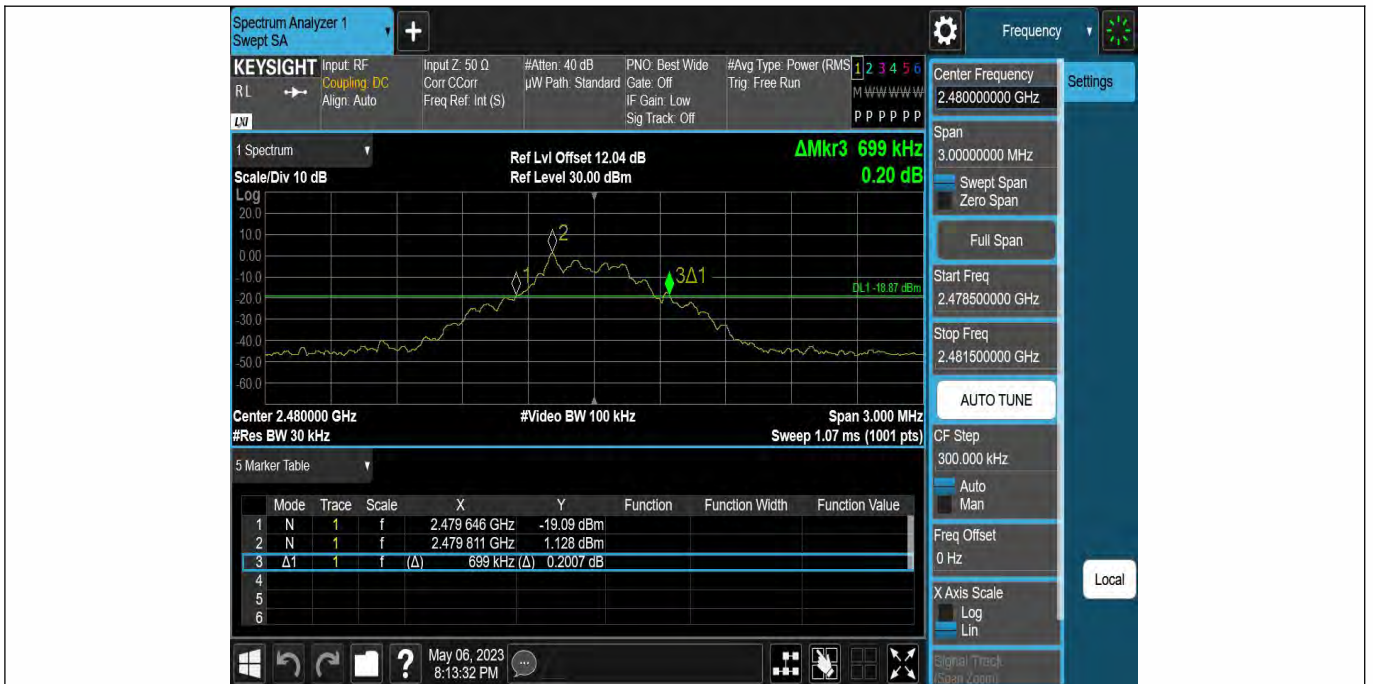 Spectrum Analyzer 1
Swept SA
+
Frequency
KEYSIGHT
RL
LXI
Input: RF
Coupling: DC
Align: Auto
Input Z: 50 Ω
Corr CCorr
Freq Ref: Int (S)
#Atten: 40 dB
µW Path: Standard
PNO: Best Wide
Gate: Off
IF Gain: Low
Sig Track: Off
#Avg Type: Power (RMS
Trig: Free Run
1 2 3 4 5 6
M W W W W W
P P P P P P
1 Spectrum
Scale/Div 10 dB
Ref Lvl Offset 12.04 dB
Ref Level 30.00 dBm
ΔMkr3 699 kHz
0.20 dB
Log
20.0
10.0
0.00
-10.0
-20.0
-30.0
-40.0
-50.0
-60.0
1
2
3Δ1
DL1 -18.87 dBm
Center 2.480000 GHz
#Res BW 30 kHz
#Video BW 100 kHz
Span 3.000 MHz
Sweep 1.07 ms (1001 pts)
5 Marker Table
Mode Trace Scale X Y Function Function Width Function Value
1 N 1 f 2.479 646 GHz -19.09 dBm
2 N 1 f 2.479 811 GHz 1.128 dBm
3 Δ1 1 f (Δ) 699 kHz (Δ) 0.2007 dB
4
5
6
?
May 06, 2023
8:13:32 PM
Center Frequency
2.480000000 GHz
Settings
Span
3.00000000 MHz
Swept Span
Zero Span
Full Span
Start Freq
2.478500000 GHz
Stop Freq
2.481500000 GHz
AUTO TUNE
CF Step
300.000 kHz
Auto
Man
Freq Offset
0 Hz
Local
X Axis Scale
Log
Lin
Signal Track
(Span Zoom)